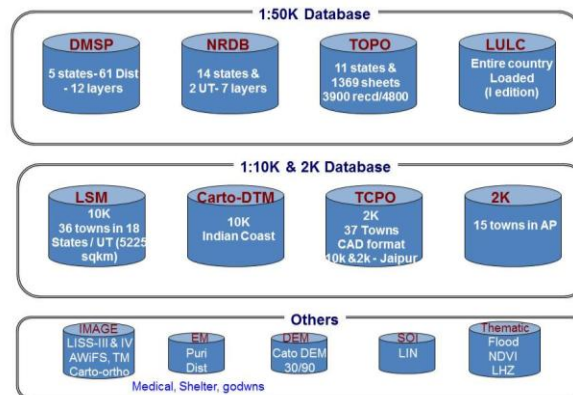 1:50K Database
DMSP
5 states- 61 Dist
- 12 layers
NRDB
14 states &
2 UT- 7 layers
TOPO
11 states &
1369 sheets
3900 recd/4800
LULC
Entire country
Loaded
(I edition)
1:10K & 2K Database
LSM
10K
36 towns in 18
States / UT (5225
sqkm)
Carto-DTM
10K
Indian Coast
TCPO
2K
37 Towns
CAD format
10k &2k - Jaipur
2K
15 towns in AP
Others
IMAGE
LISS-III & IV
AWiFS, TM
Carto-ortho
EM
Puri
Dist
DEM
Cato DEM
30/90
SOI
LIN
Thematic
Flood
NDVI
LHZ
Medical, Shelter, godwns